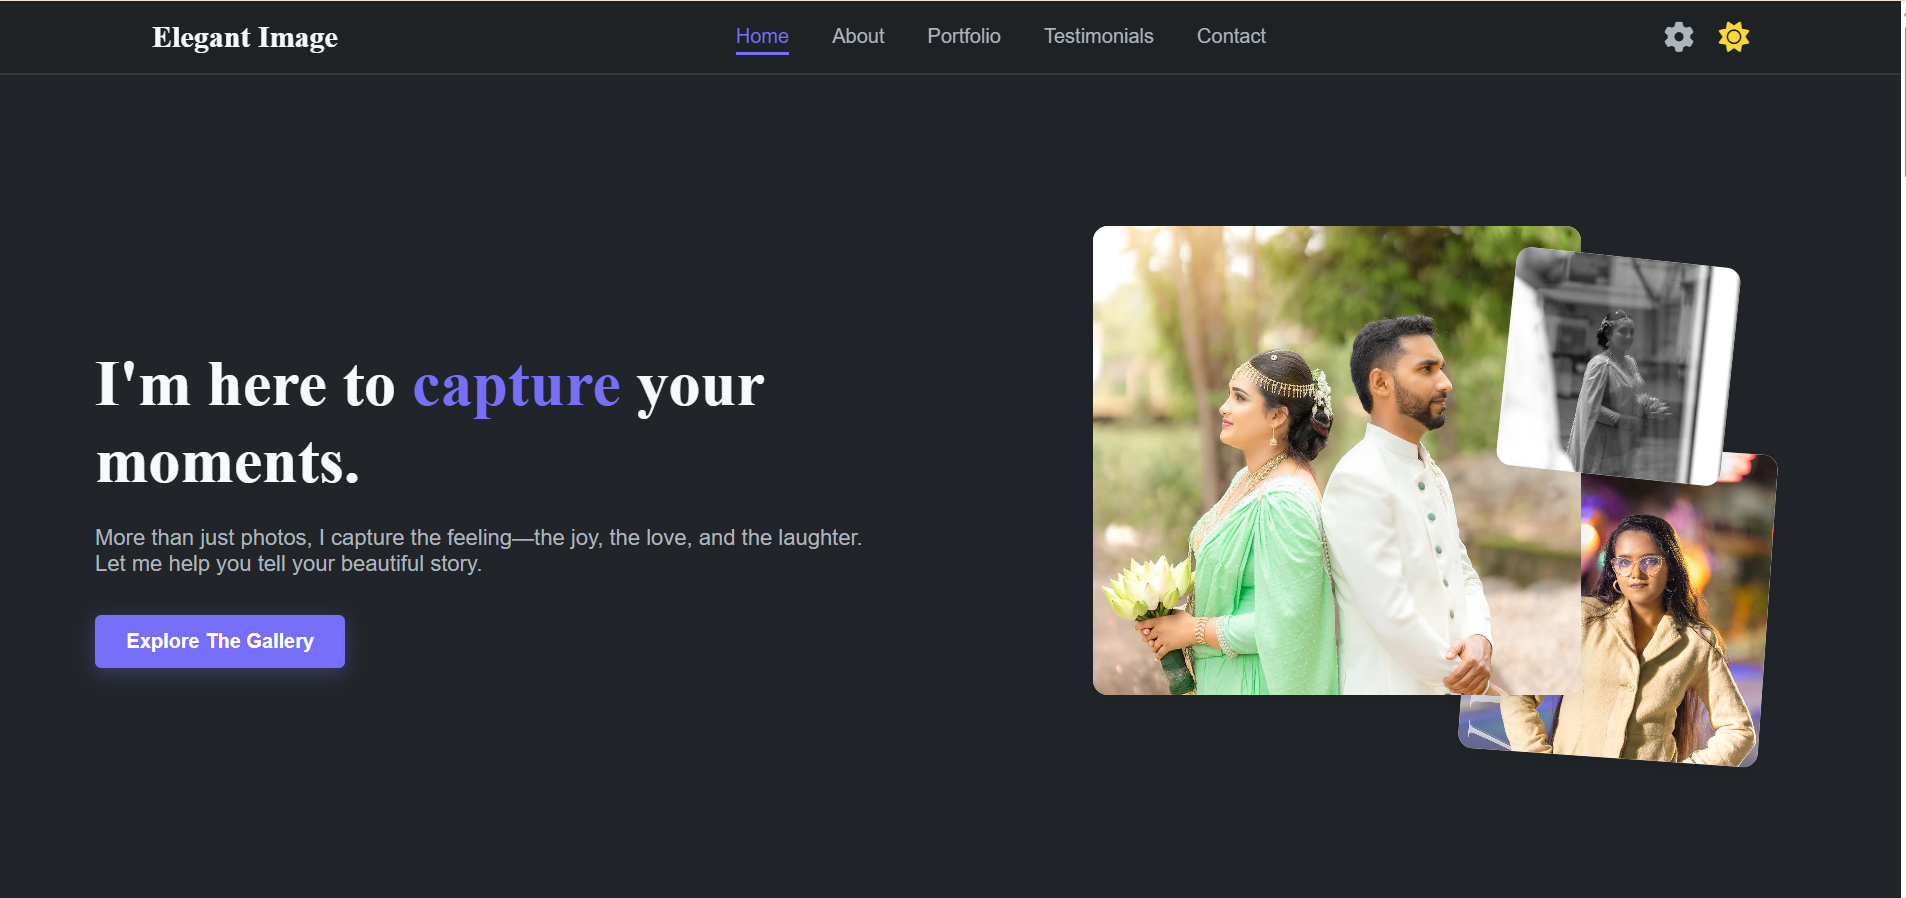 Elegant Image
Home
About
Portfolio
Testimonials
Contact
I'm here to capture your
moments.
More than just photos, I capture the feeling—the joy, the love, and the laughter.
Let me help you tell your beautiful story.
Explore The Gallery